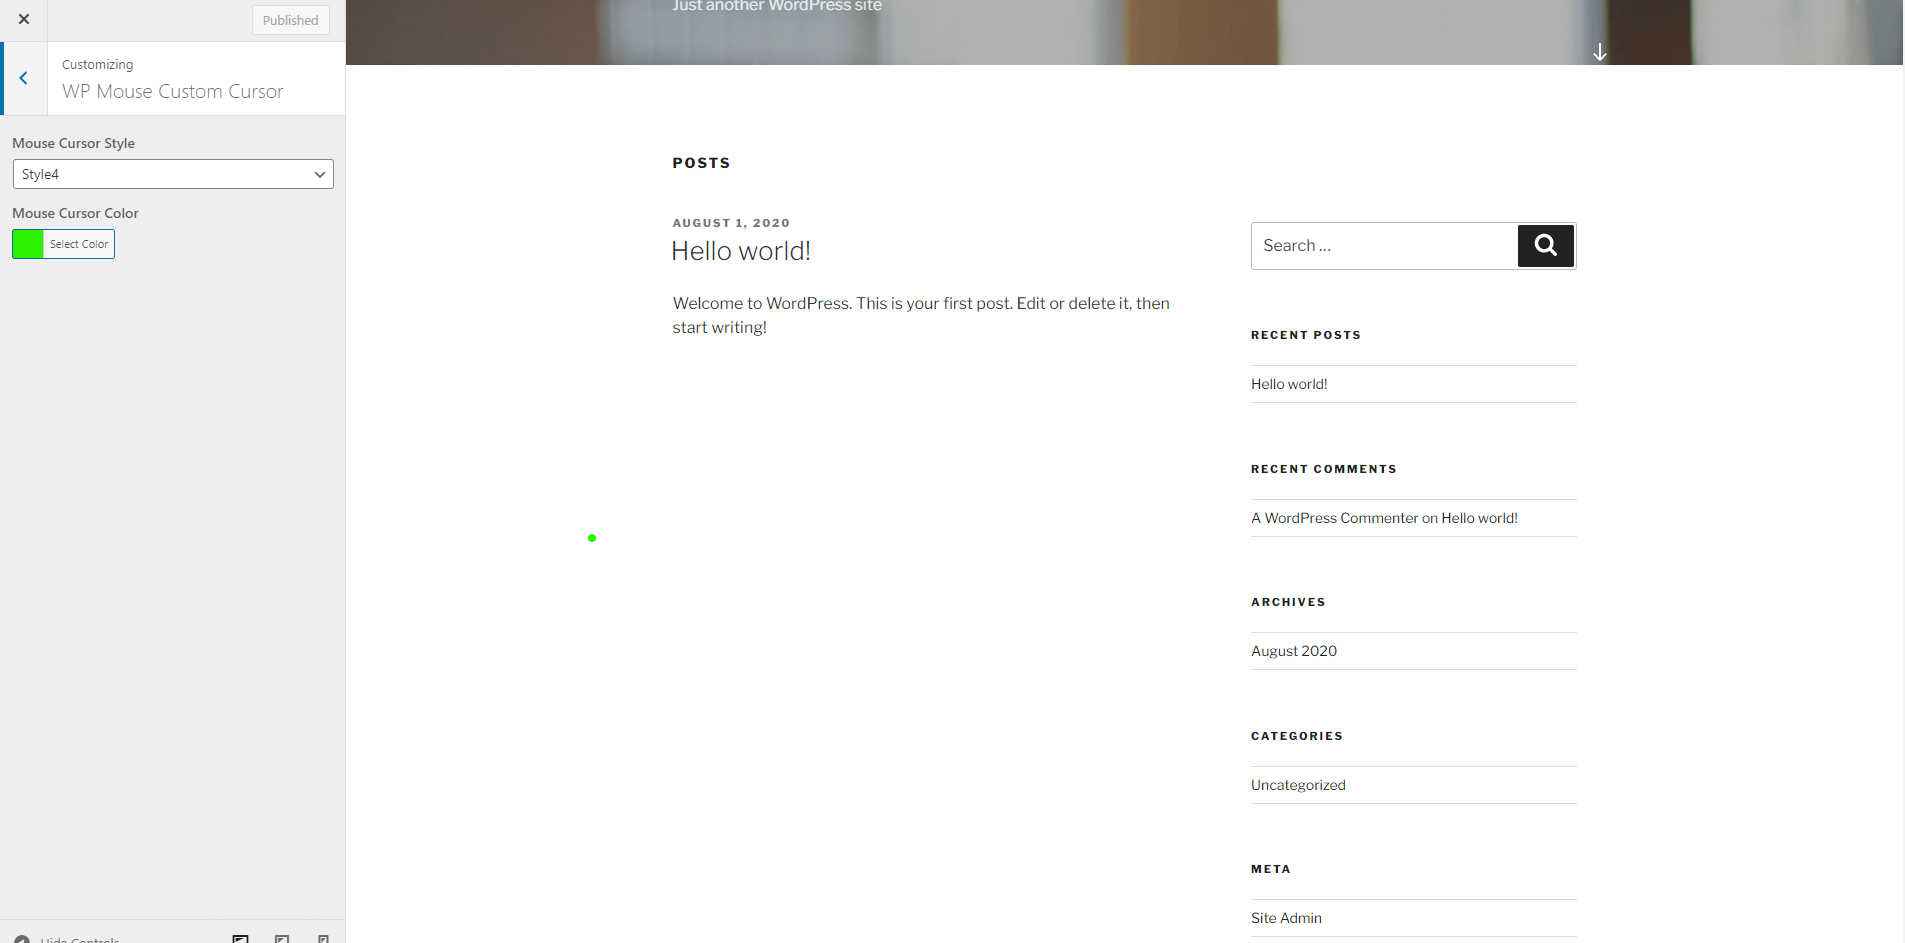 Published
Customizing
WP Mouse Custom Cursor
Mouse Cursor Style
Style4
Mouse Cursor Color
Select Color
Hide Controls
Just another WordPress site
POSTS
AUGUST 1, 2020
Hello world!
Welcome to WordPress. This is your first post. Edit or delete it, then
start writing!
Search …
RECENT POSTS
Hello world!
RECENT COMMENTS
A WordPress Commenter on Hello world!
ARCHIVES
August 2020
CATEGORIES
Uncategorized
META
Site Admin